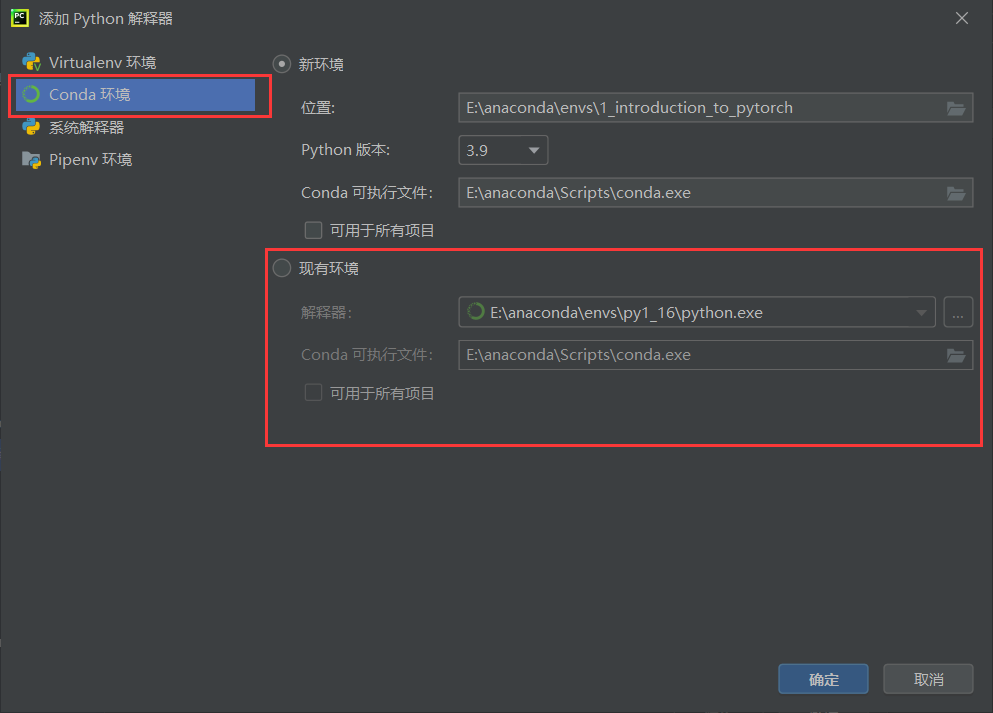 添加 Python 解释器
Virtualenv 环境
Conda 环境
系统解释器
Pipenv 环境
新环境
位置: E:\anaconda\envs\1_introduction_to_pytorch
Python 版本: 3.9
Conda 可执行文件: E:\anaconda\Scripts\conda.exe
可用于所有项目
现有环境
解释器: E:\anaconda\envs\py1_16\python.exe ...
Conda 可执行文件: E:\anaconda\Scripts\conda.exe
可用于所有项目
确定 取消